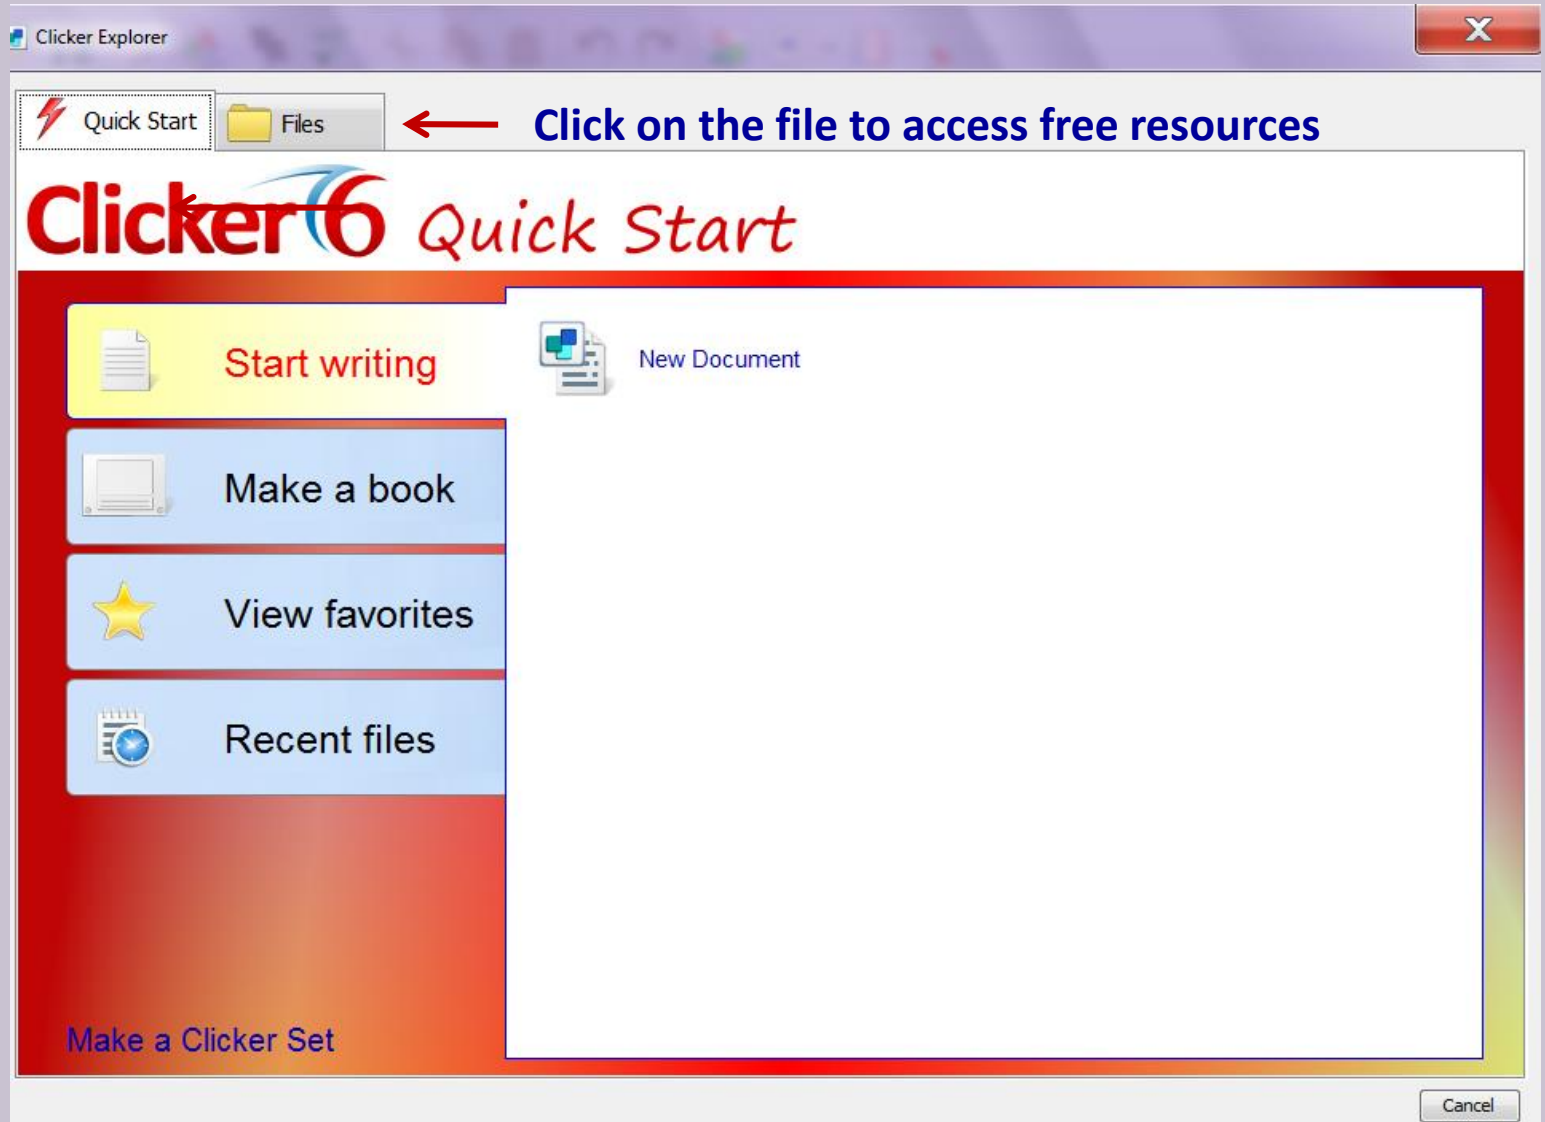 Clicker Explorer
X
Quick Start
Files
Click on the file to access free resources
Clicker 6 Quick Start
Start writing
New Document
Make a book
View favorites
Recent files
Make a Clicker Set
Cancel